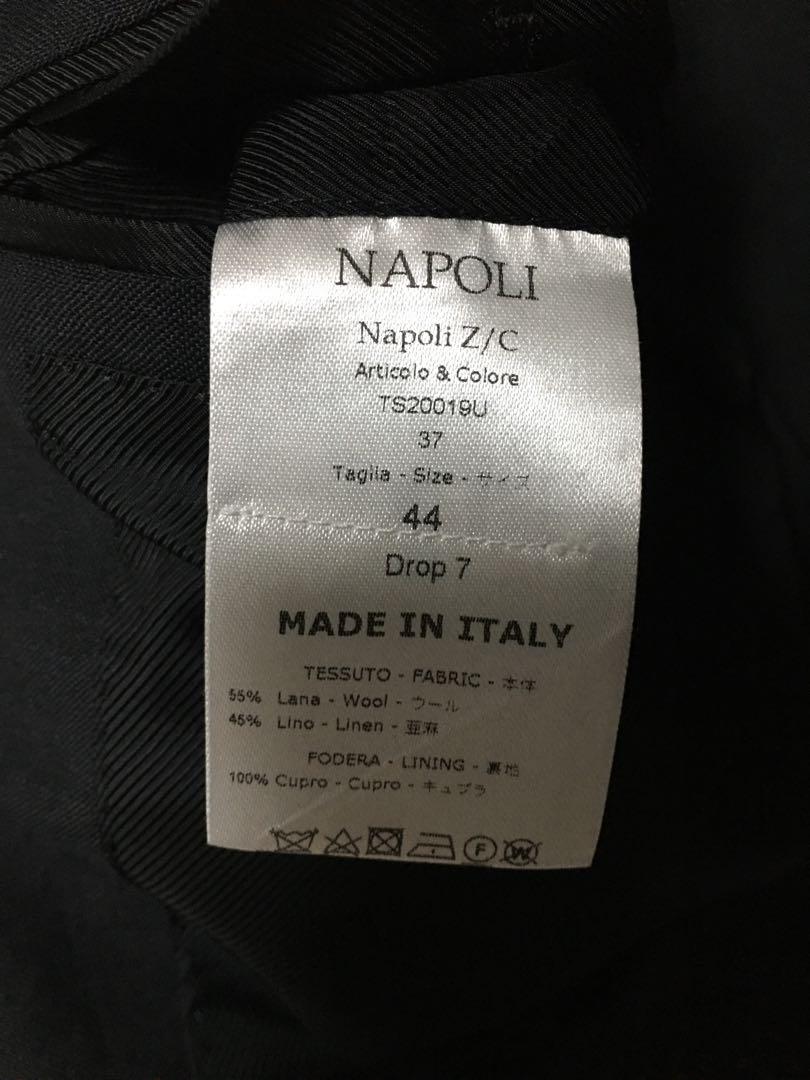 NAPOLI
Napoli Z/C
Articolo & Colore
TS20019U
37
Taglia - Size - サイズ
44
Drop 7
MADE IN ITALY
TESSUTO - FABRIC - 本体
55% Lana - Wool - ウール
45% Lino - Linen - 亜麻
FODERA - LINING - 裏地
100% Cupro - Cupro - キュプラ
F W